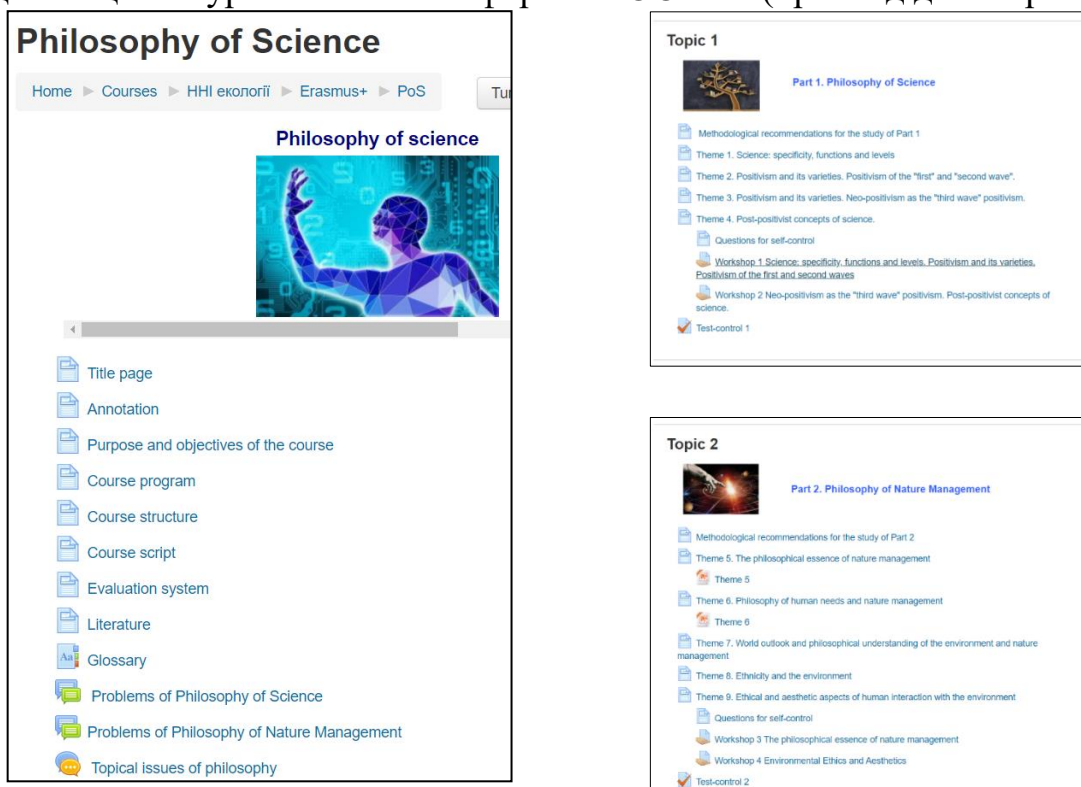 Philosophy of Science
Home ► Courses ► ННІ екології ► Erasmus+ ► PoS
Philosophy of science
Title page
Annotation
Purpose and objectives of the course
Course program
Course structure
Course script
Evaluation system
Literature
Glossary
Problems of Philosophy of Science
Problems of Philosophy of Nature Management
Topical issues of philosophy
Topic 1
Part 1. Philosophy of Science
Methodological recommendations for the study of Part 1
Theme 1. Science: specificity, functions and levels
Theme 2. Positivism and its varieties. Positivism of the "first" and "second wave".
Theme 3. Positivism and its varieties. Neo-positivism as the "third wave" positivism.
Theme 4. Post-positivist concepts of science.
Questions for self-control
Workshop 1 Science: specificity, functions and levels. Positivism and its varieties.
Positivism of the first and second waves
Workshop 2 Neo-positivism as the "third wave" positivism. Post-positivist concepts of
science.
Test-control 1
Topic 2
Part 2. Philosophy of Nature Management
Methodological recommendations for the study of Part 2
Theme 5. The philosophical essence of nature management
Theme 5
Theme 6. Philosophy of human needs and nature management
Theme 6
Theme 7. World outlook and philosophical understanding of the environment and nature
management
Theme 8. Ethnicity and the environment
Theme 9. Ethical and aesthetic aspects of human interaction with the environment
Questions for self-control
Workshop 3 The philosophical essence of nature management
Workshop 4 Environmental Ethics and Aesthetics
Test-control 2